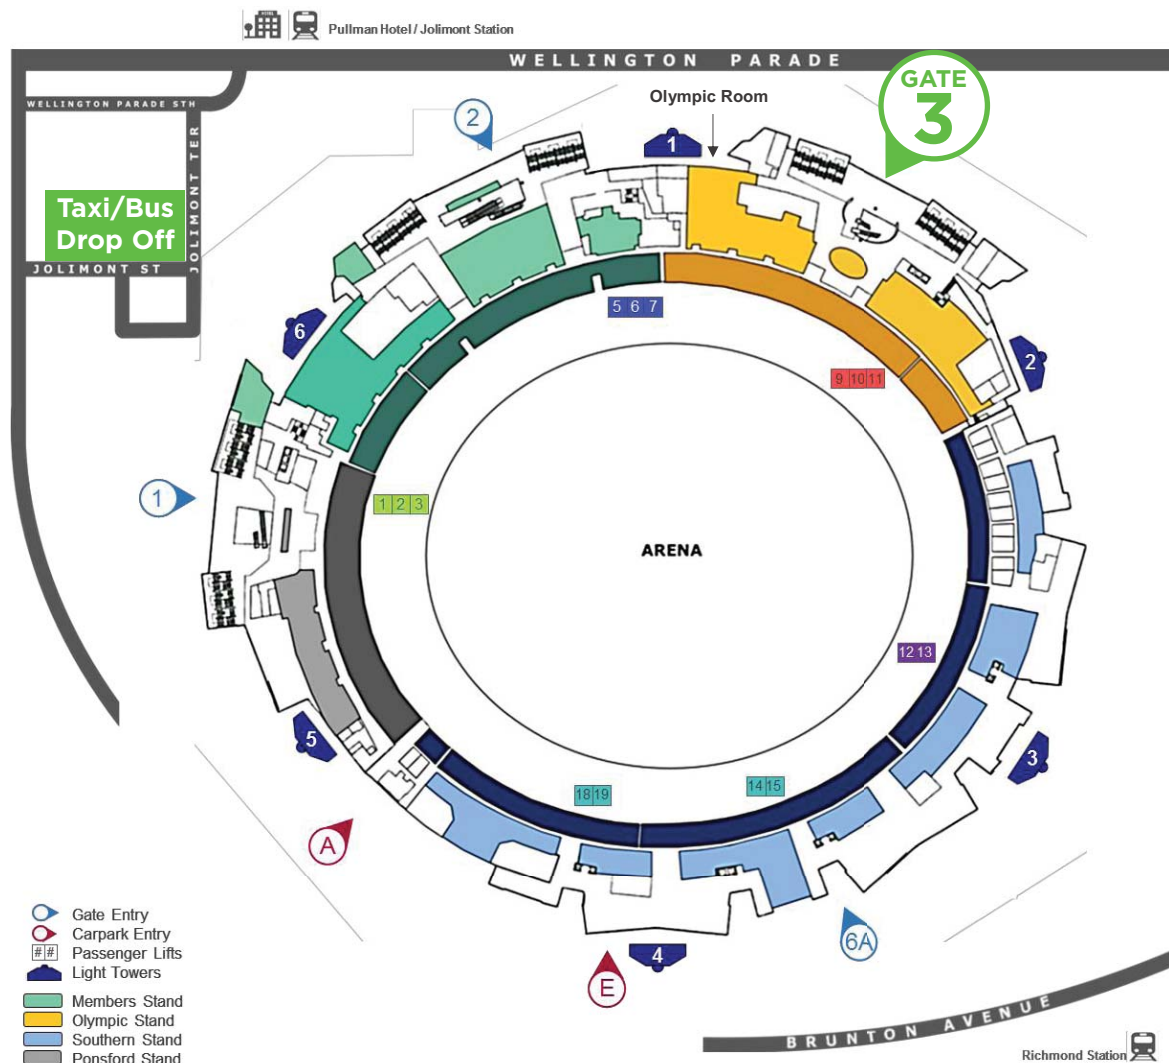 Pullman Hotel / Jolimont Station
WELLINGTON PARADE
GATE
3
WELLINGTON PARADE STH
JOLIMONT TER
Olympic Room
2
1
Taxi/Bus
Drop Off
JOLIMONT ST
5 6 7
6
2
9 10 11
1
1 2 3
ARENA
12 13
5
3
14 15
18 19
A
6A
4
E
Gate Entry
Carpark Entry
# #
Passenger Lifts
Light Towers
Members Stand
Olympic Stand
Southern Stand
Ponsford Stand
BRUNTON AVENUE
Richmond Station